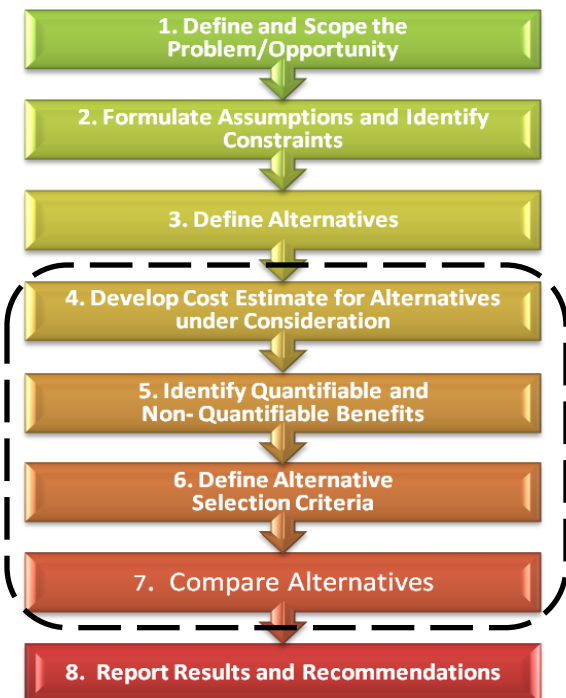 1. Define and Scope the
Problem/Opportunity
2. Formulate Assumptions and Identify
Constraints
3. Define Alternatives
4. Develop Cost Estimate for Alternatives
under Consideration
5. Identify Quantifiable and
Non- Quantifiable Benefits
6. Define Alternative
Selection Criteria
7. Compare Alternatives
8. Report Results and Recommendations